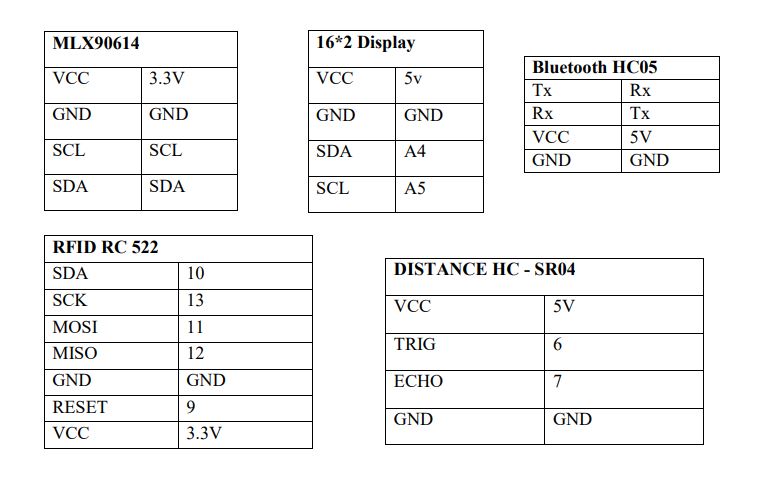 MLX90614
VCC 3.3V
GND GND
SCL SCL
SDA SDA
16*2 Display
VCC 5v
GND GND
SDA A4
SCL A5
Bluetooth HC05
Tx Rx
Rx Tx
VCC 5V
GND GND
RFID RC 522
SDA 10
SCK 13
MOSI 11
MISO 12
GND GND
RESET 9
VCC 3.3V
DISTANCE HC - SR04
VCC 5V
TRIG 6
ECHO 7
GND GND